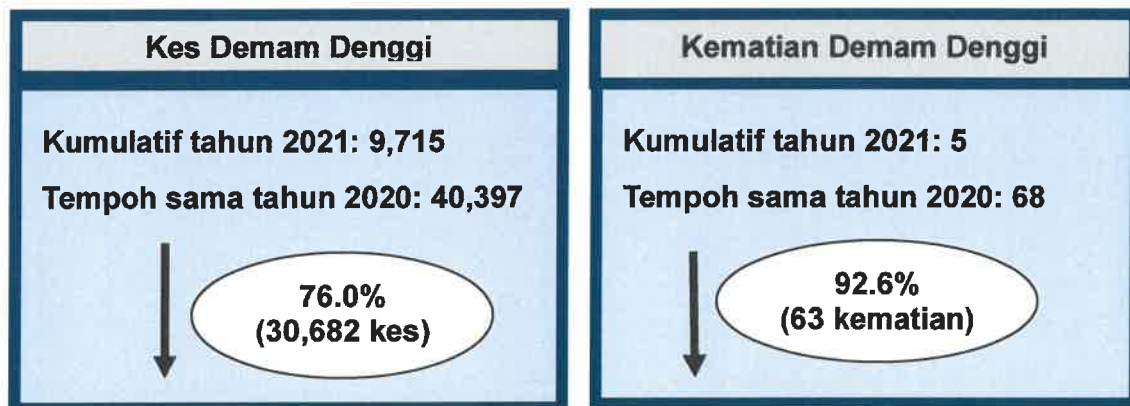 Kes Demam Denggi
Kumulatif tahun 2021: 9,715
Tempoh sama tahun 2020: 40,397
76.0%
(30,682 kes)
Kematian Demam Denggi
Kumulatif tahun 2021: 5
Tempoh sama tahun 2020: 68
92.6%
(63 kematian)